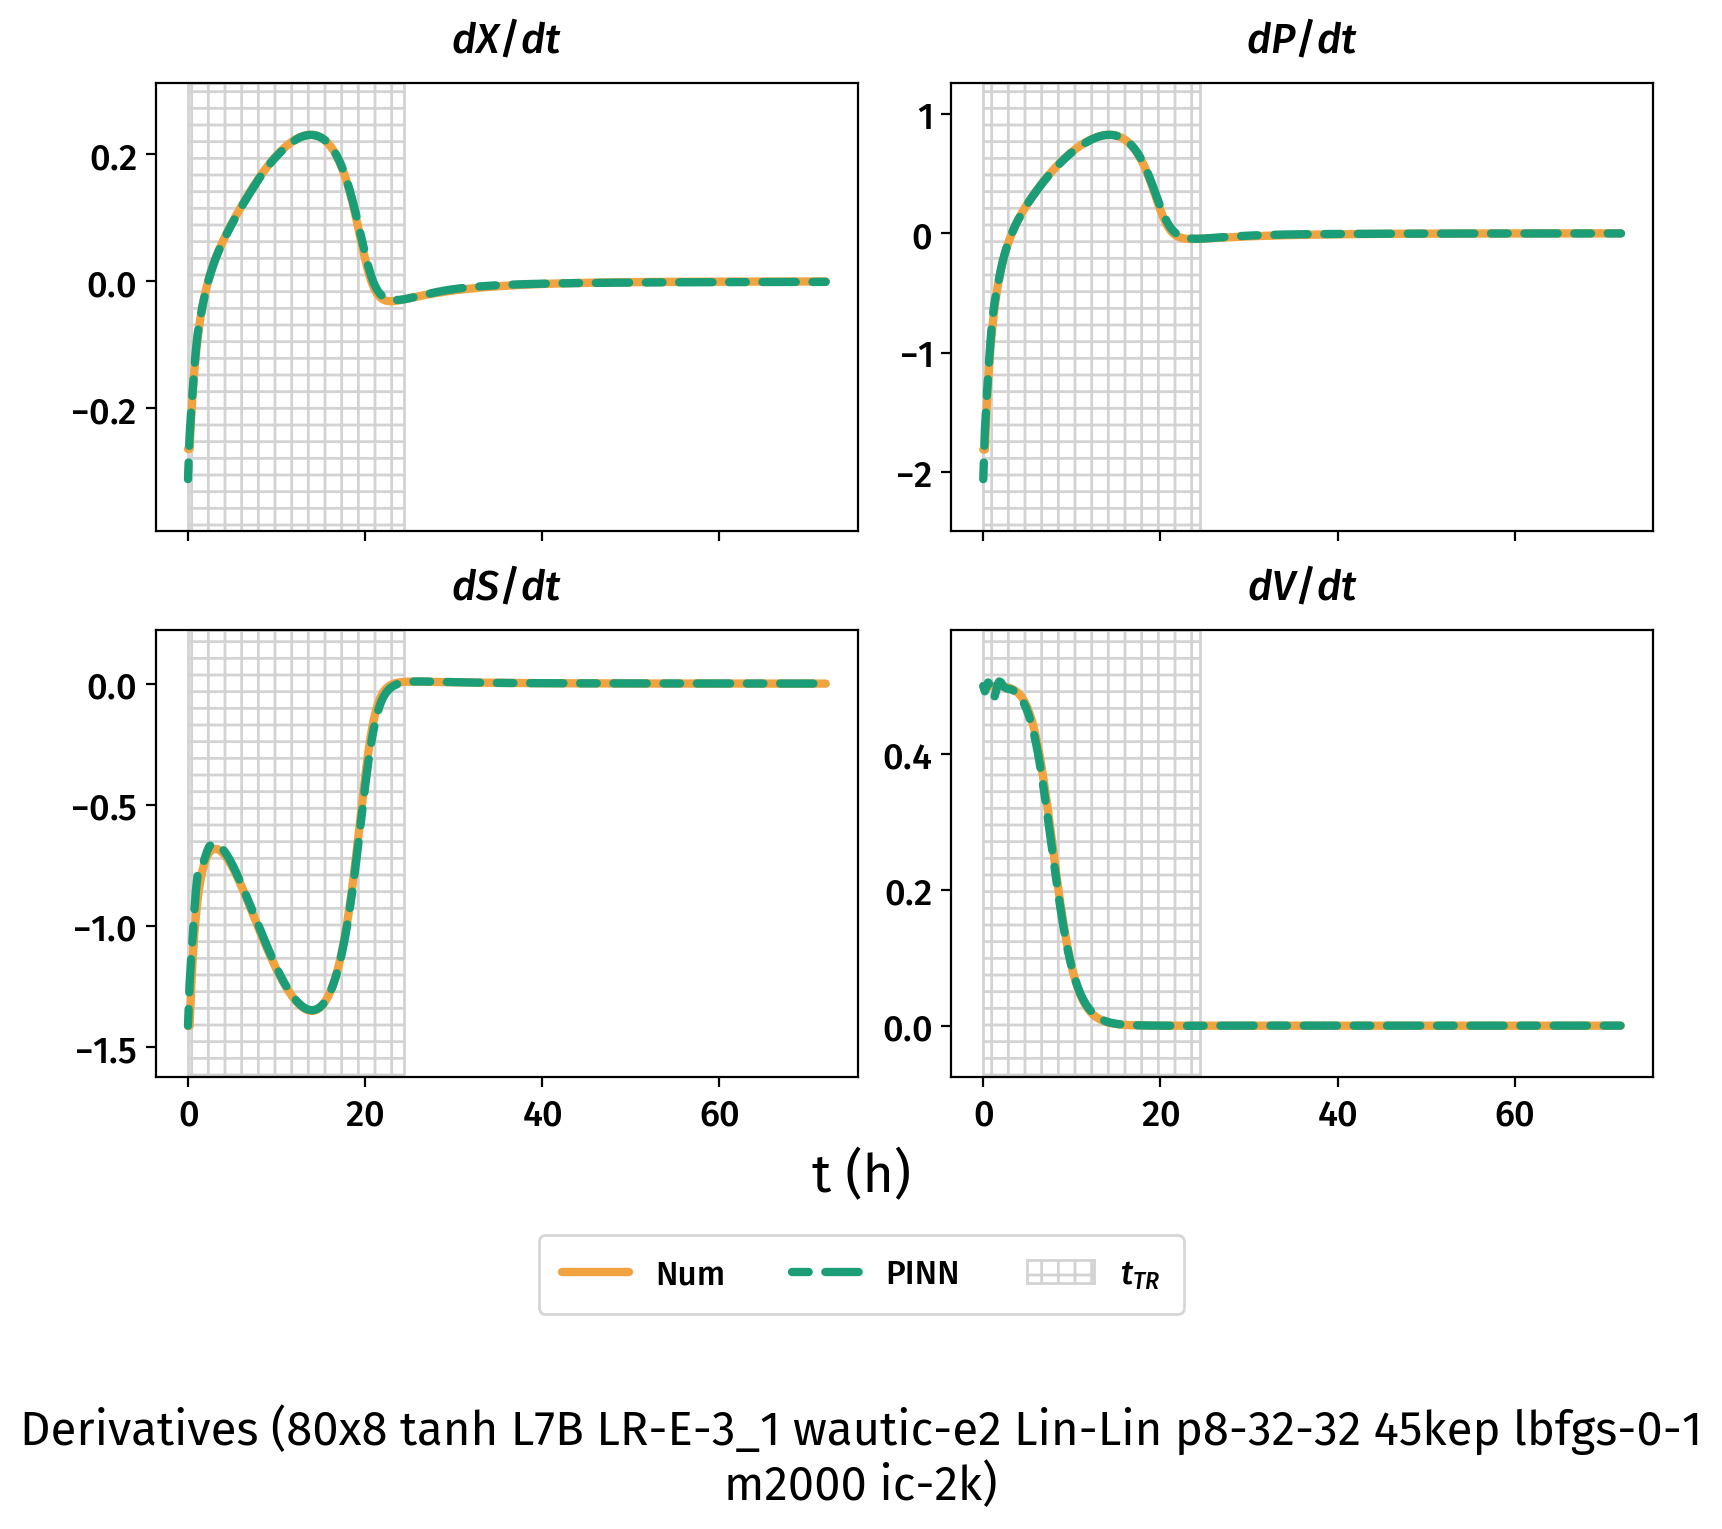 dX/dt
dP/dt
0.2
0.0
−0.2
1
0
−1
−2
dS/dt
dV/dt
0.0
−0.5
−1.0
−1.5
0.4
0.2
0.0
0 20 40 60
0 20 40 60
t (h)
Num PINN t_TR
Derivatives (80x8 tanh L7B LR-E-3_1 wautic-e2 Lin-Lin p8-32-32 45kep lbfgs-0-1
m2000 ic-2k)